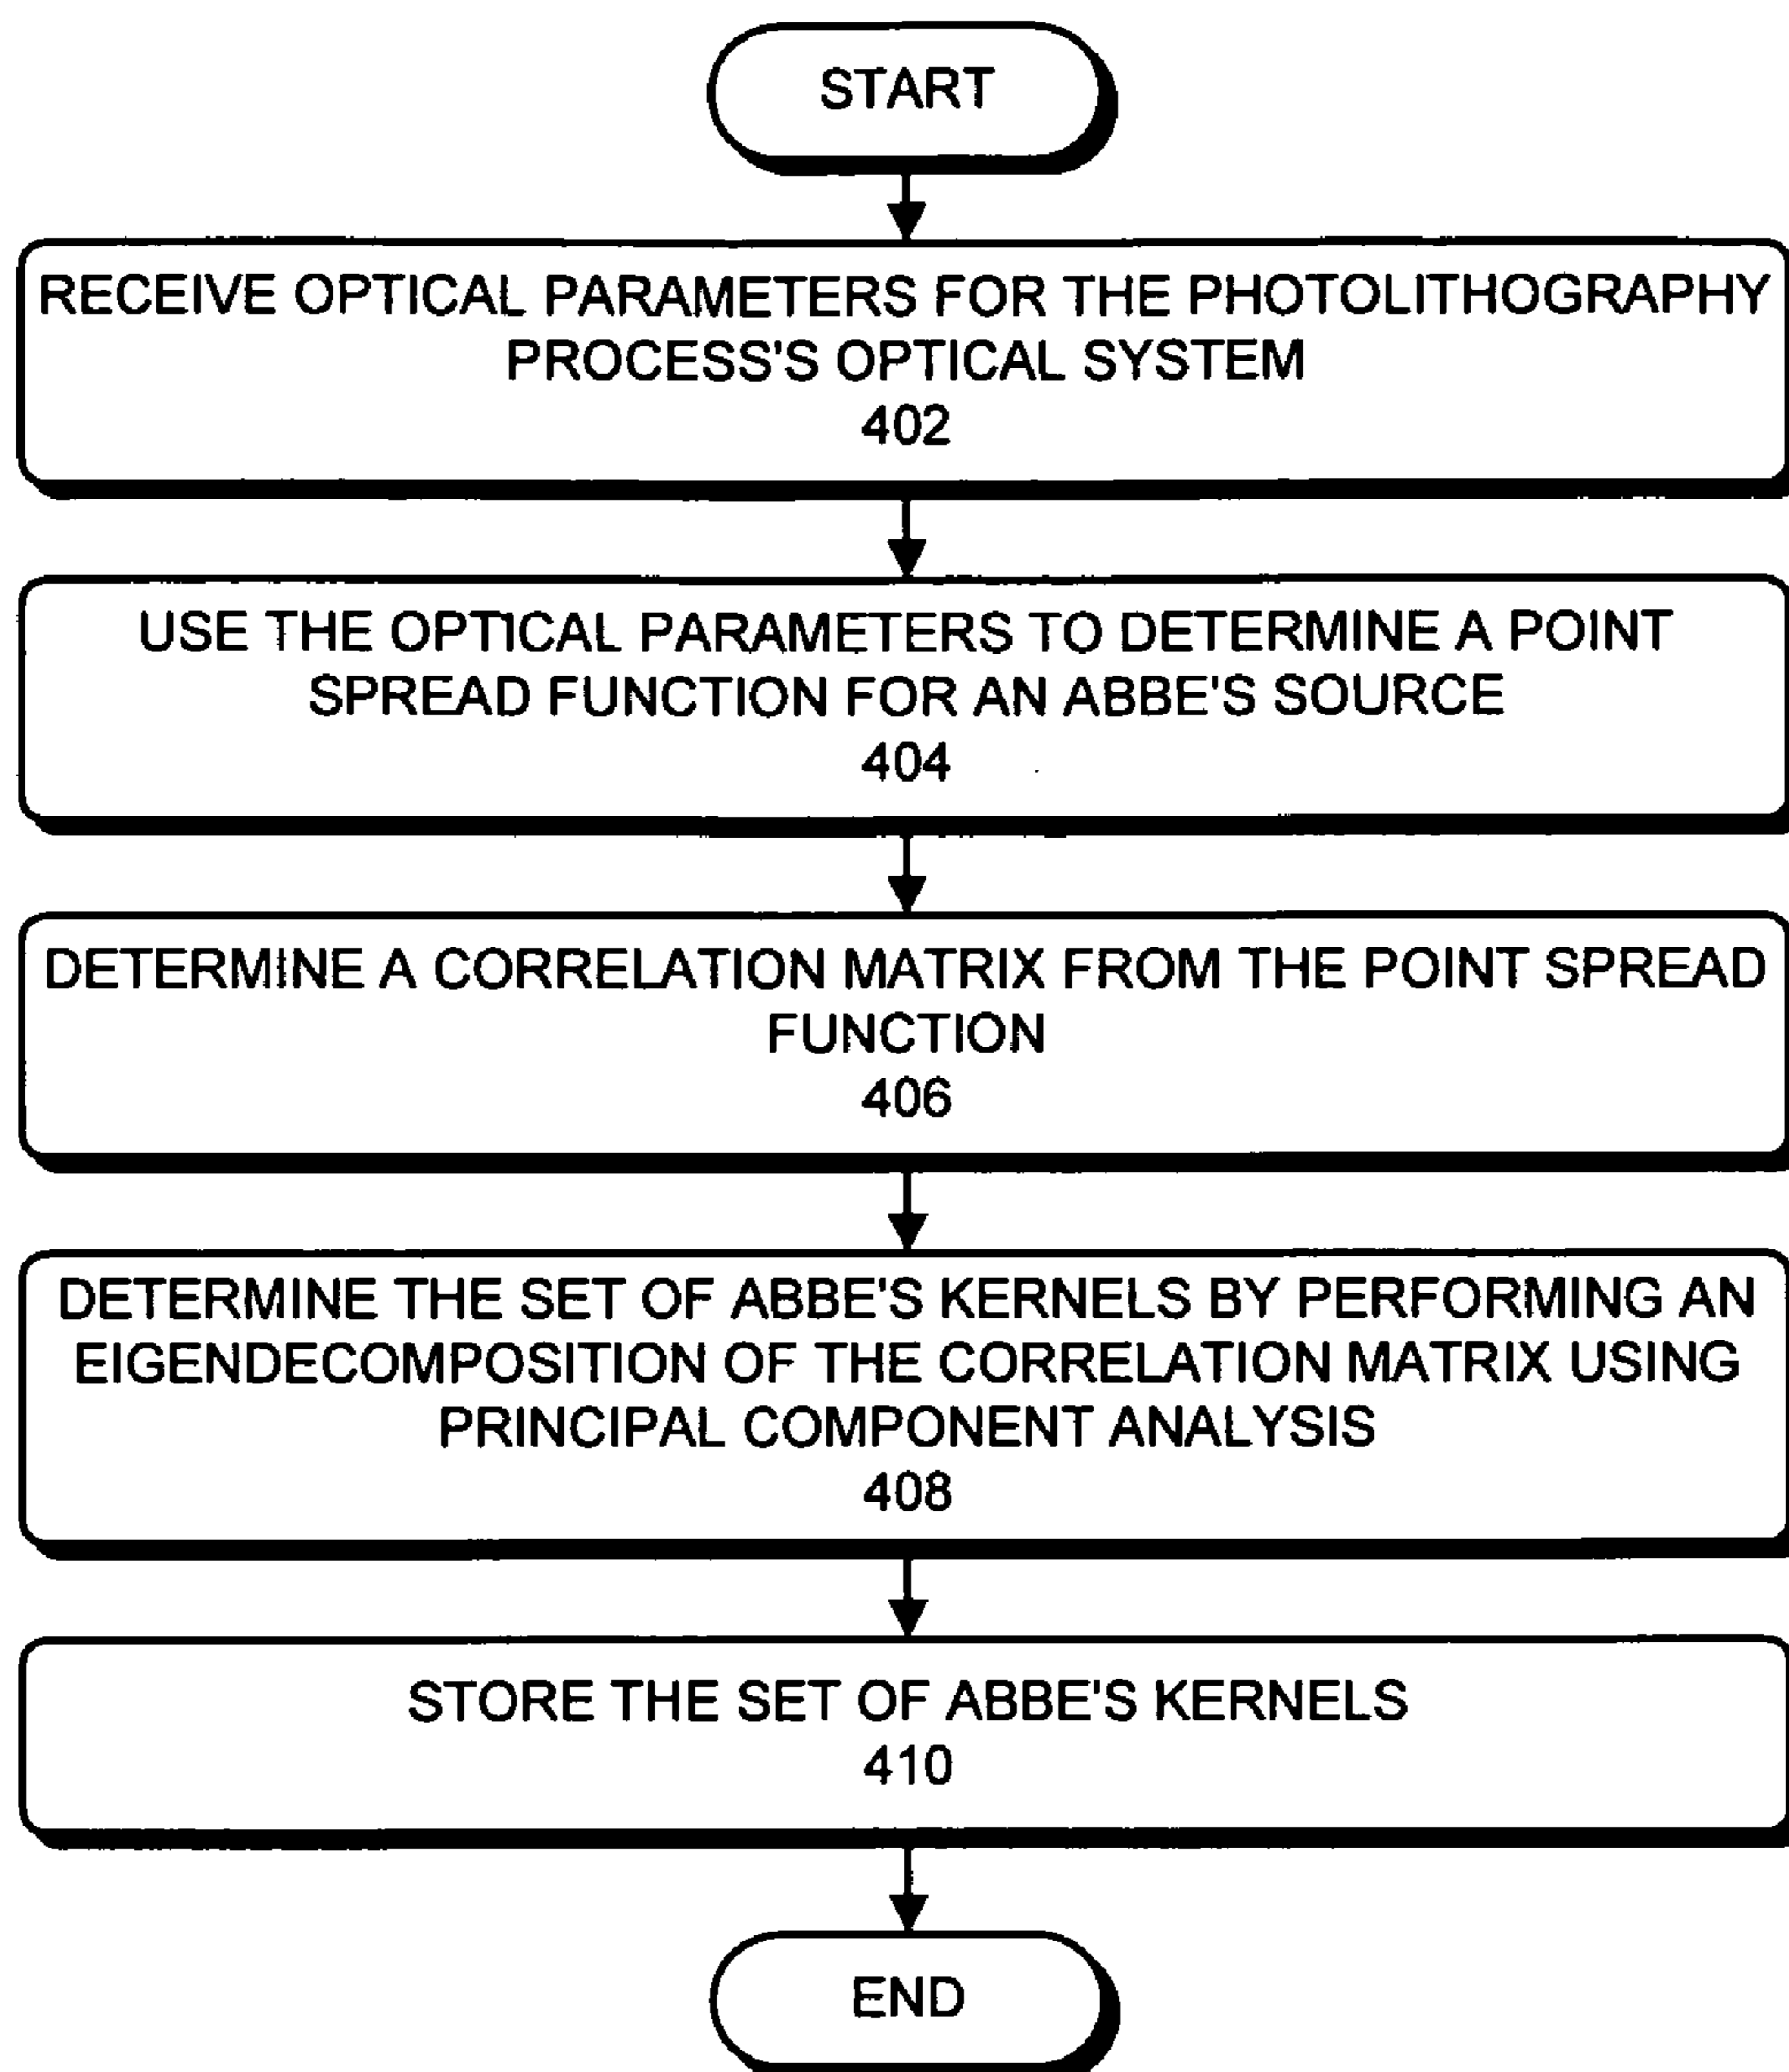 START
RECEIVE OPTICAL PARAMETERS FOR THE PHOTOLITHOGRAPHY
PROCESS'S OPTICAL SYSTEM
402
USE THE OPTICAL PARAMETERS TO DETERMINE A POINT
SPREAD FUNCTION FOR AN ABBE'S SOURCE
404
DETERMINE A CORRELATION MATRIX FROM THE POINT SPREAD
FUNCTION
406
DETERMINE THE SET OF ABBE'S KERNELS BY PERFORMING AN
EIGENDECOMPOSITION OF THE CORRELATION MATRIX USING
PRINCIPAL COMPONENT ANALYSIS
408
STORE THE SET OF ABBE'S KERNELS
410
END